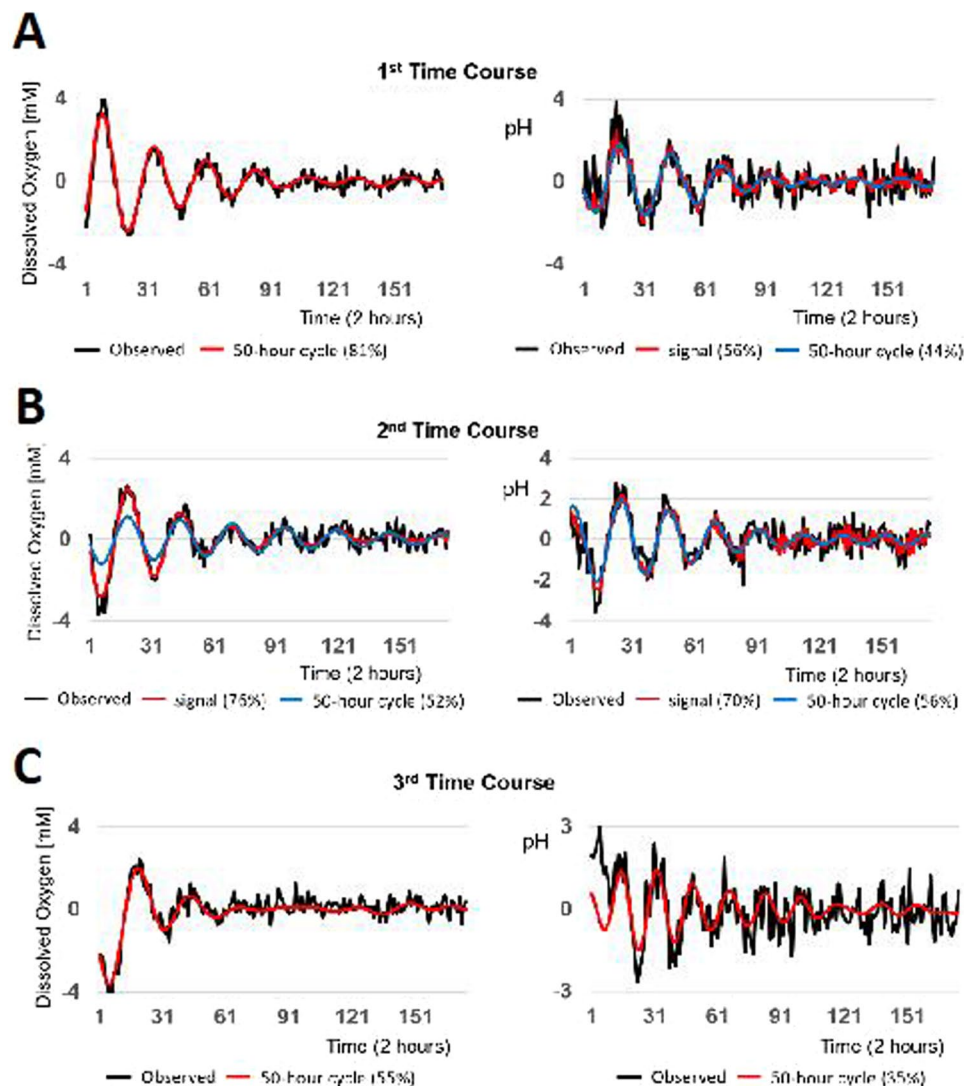 A
1st Time Course
Dissolved Oxygen [mM]
4
0
-4
1 31 61 91 121 151
Time (2 hours)
Observed 50-hour cycle (81%)
pH
4
0
-4
1 31 61 91 121 151
Time (2 hours)
Observed signal (56%) 50-hour cycle (44%)
B
2nd Time Course
Dissolved Oxygen [mM]
4
0
-4
1 31 61 91 121 151
Time (2 hours)
Observed signal (76%) 50-hour cycle (52%)
pH
4
2
0
-2
-4
1 31 61 91 121 151
Time (2 hours)
Observed signal (70%) 50-hour cycle (56%)
C
3rd Time Course
Dissolved Oxygen [mM]
4
0
-4
1 31 61 91 121 151
Time (2 hours)
Observed 50-hour cycle (55%)
pH
3
0
-3
1 31 61 91 121 151
Time (2 hours)
Observed 50-hour cycle (35%)